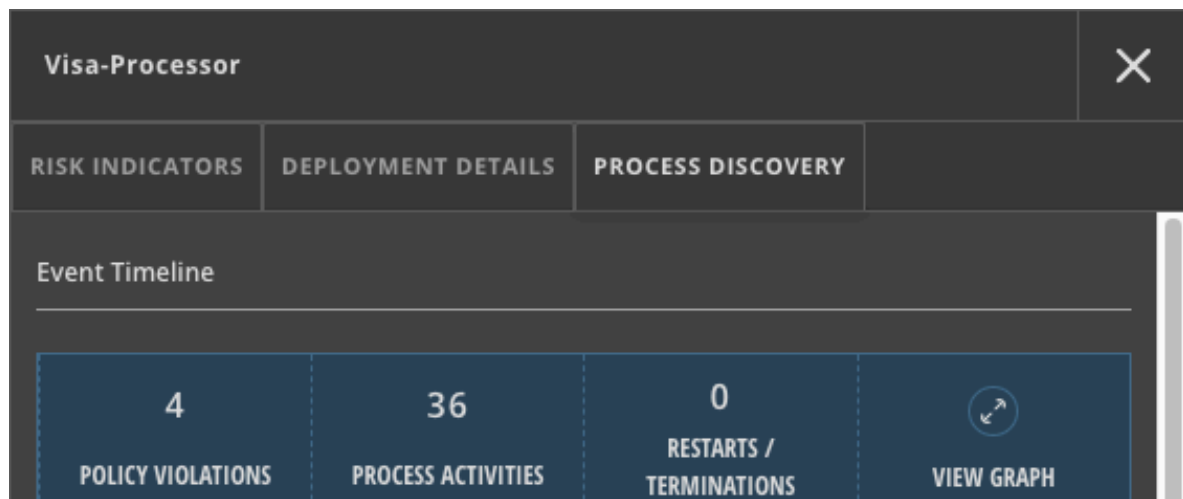 Visa-Processor
RISK INDICATORS
DEPLOYMENT DETAILS
PROCESS DISCOVERY
Event Timeline
4
POLICY VIOLATIONS
36
PROCESS ACTIVITIES
0
RESTARTS /
TERMINATIONS
VIEW GRAPH